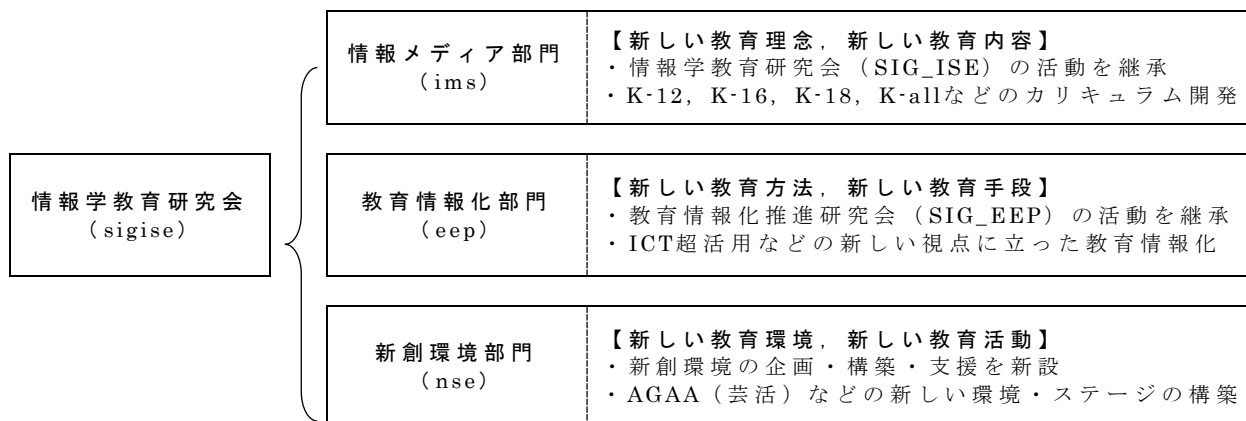 情報学教育研究会
(sigise)
情報メディア部門
(ims)
【新しい教育理念，新しい教育内容】
・情報学教育研究会（SIG_ISE）の活動を継承
・K-12，K-16，K-18，K-allなどのカリキュラム開発
教育情報化部門
(eep)
【新しい教育方法，新しい教育手段】
・教育情報化推進研究会（SIG_EEP）の活動を継承
・ICT超活用などの新しい視点に立った教育情報化
新創環境部門
(nse)
【新しい教育環境，新しい教育活動】
・新創環境の企画・構築・支援を新設
・AGAA（芸活）などの新しい環境・ステージの構築